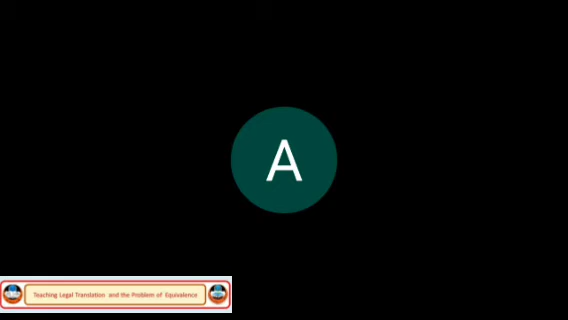 A
Teaching Legal Translation and the Problem of Equivalence